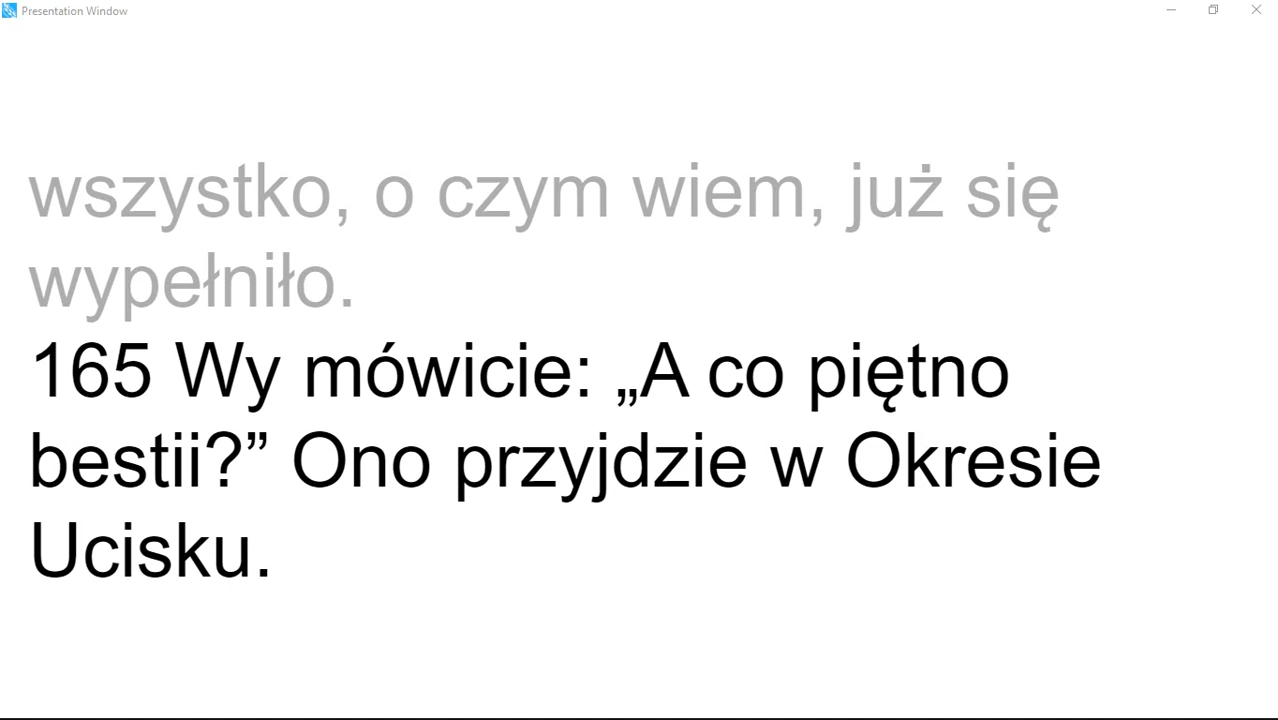 Presentation Window
wszystko, o czym wiem, już się
wypełniło.
165 Wy mówicie: „A co piętno
bestii?” Ono przyjdzie w Okresie
Ucisku.